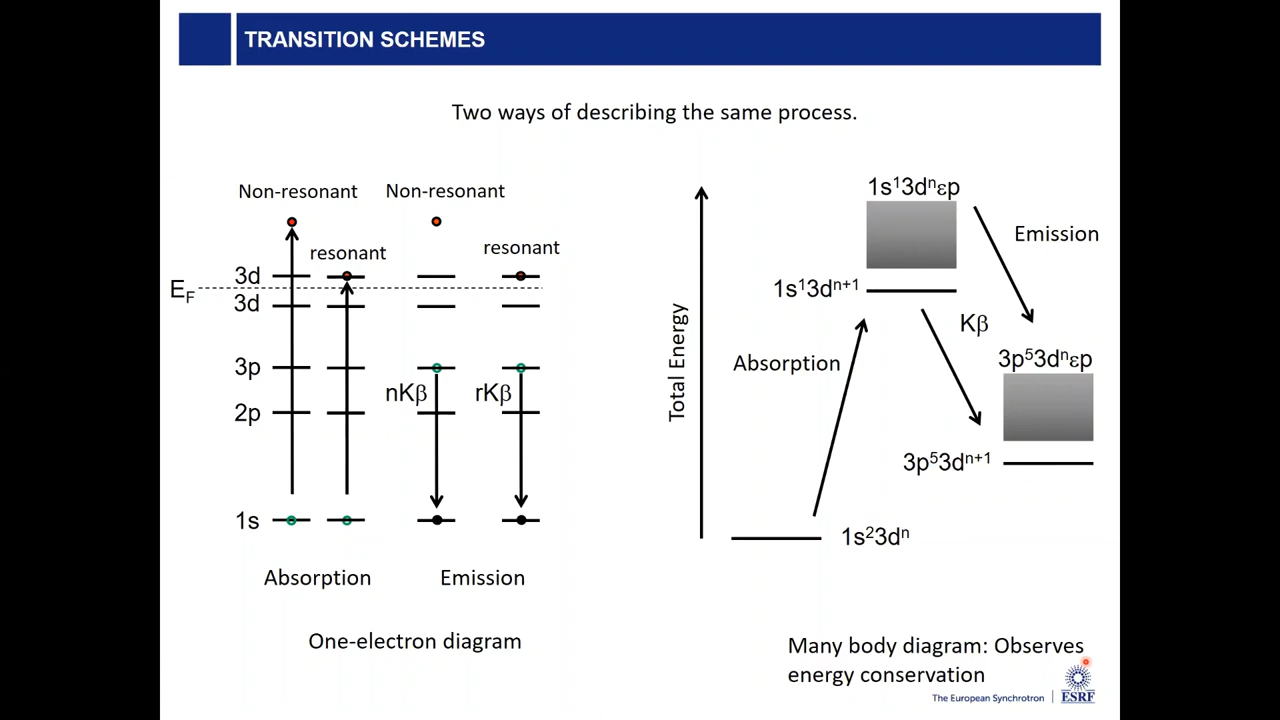 TRANSITION SCHEMES
Two ways of describing the same process.
Non-resonant
Non-resonant
resonant
resonant
3d
E_F
3d
3p
nKβ
rKβ
2p
1s
Absorption
Emission
One-electron diagram
Total Energy
1s¹3dⁿεp
Emission
1s¹3dⁿ⁺¹
Kβ
Absorption
3p⁵3dⁿεp
3p⁵3dⁿ⁺¹
1s²3dⁿ
Many body diagram: Observes
energy conservation
The European Synchrotron
ESRF